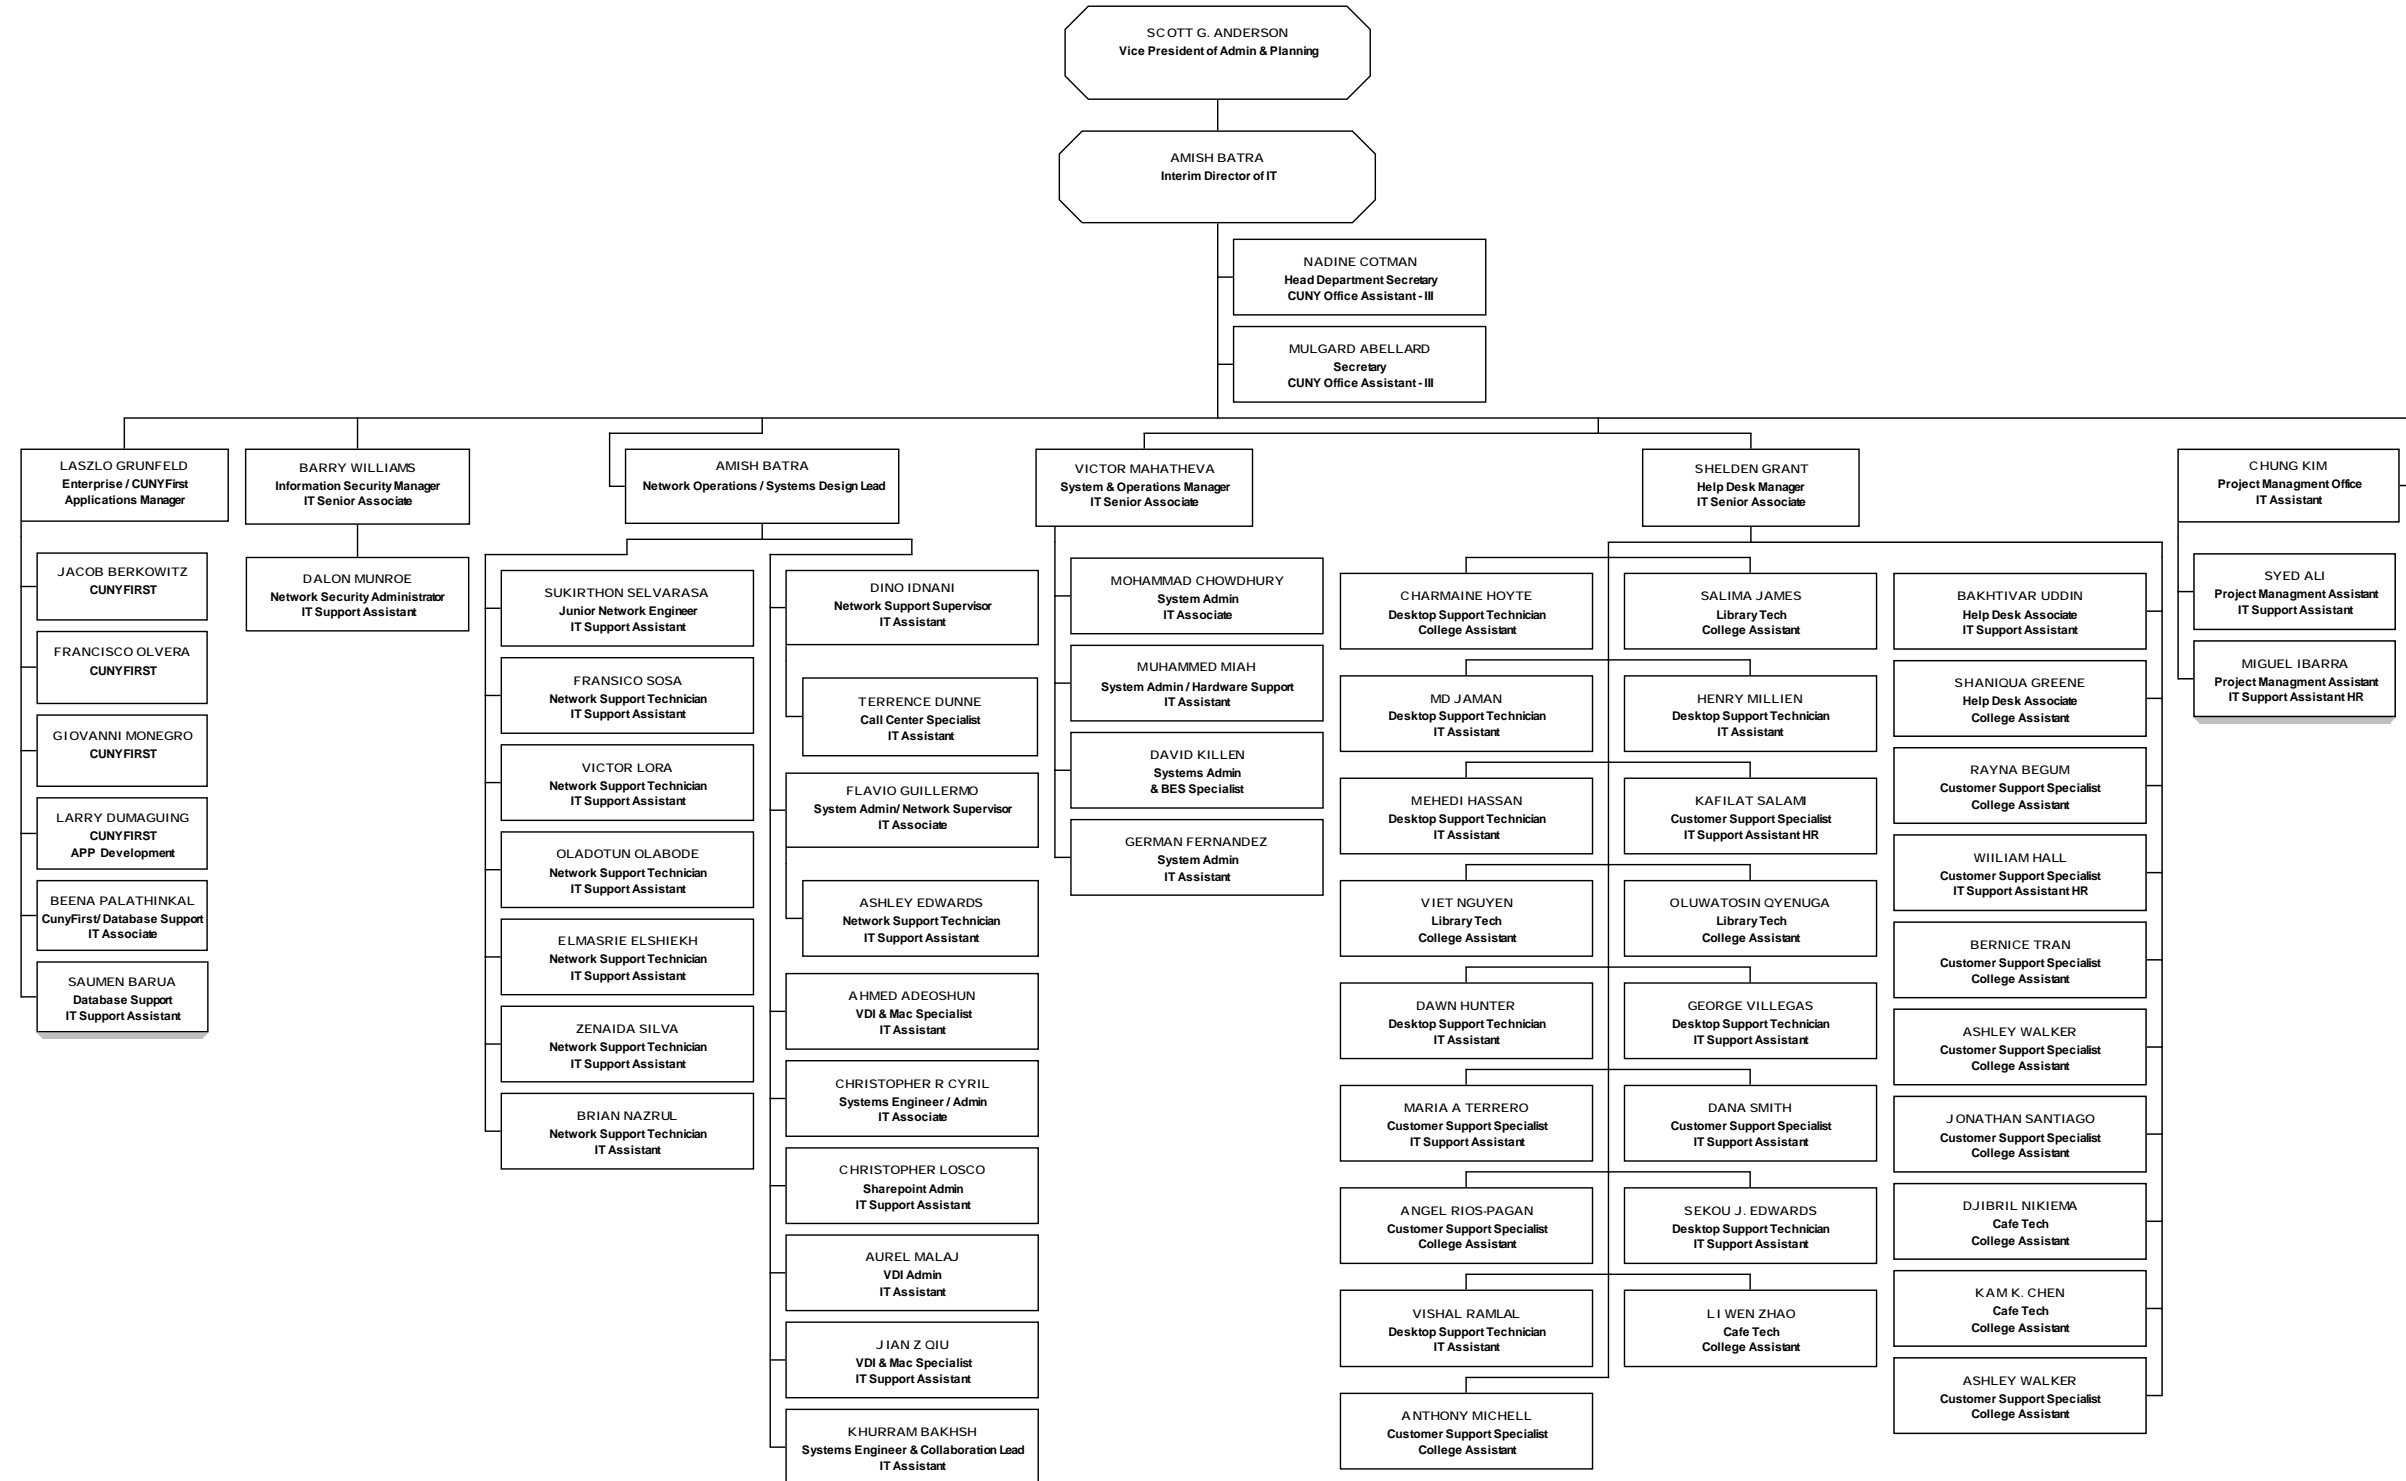 SCOTT G. ANDERSON
Vice President of Admin & Planning
AMISH BATRA
Interim Director of IT
NADINE COTMAN
Head Department Secretary
CUNY Office Assistant - III
MULGARD ABELLARD
Secretary
CUNY Office Assistant - III
LASZLO GRUNFELD
Enterprise / CUNYFirst
Applications Manager
JACOB BERKOWITZ
CUNYFIRST
FRANCISCO OLVERA
CUNYFIRST
GIOVANNI MONEGRO
CUNYFIRST
LARRY DUMAGUING
CUNYFIRST
APP Development
BEENA PALATHINKAL
CunyFirst/ Database Support
IT Associate
SAUMEN BARUA
Database Support
IT Support Assistant
BARRY WILLIAMS
Information Security Manager
IT Senior Associate
DALON MUNROE
Network Security Administrator
IT Support Assistant
AMISH BATRA
Network Operations / Systems Design Lead
SUKIRTHON SELVARASA
Junior Network Engineer
IT Support Assistant
FRANSICO SOSA
Network Support Technician
IT Support Assistant
VICTOR LORA
Network Support Technician
IT Support Assistant
OLADOTUN OLABODE
Network Support Technician
IT Support Assistant
ELMASRIE ELSHIEKH
Network Support Technician
IT Support Assistant
ZENAIDA SILVA
Network Support Technician
IT Support Assistant
BRIAN NAZRUL
Network Support Technician
IT Assistant
DINO IDNANI
Network Support Supervisor
IT Assistant
TERRENCE DUNNE
Call Center Specialist
IT Assistant
FLAVIO GUILLERMO
System Admin/ Network Supervisor
IT Associate
ASHLEY EDWARDS
Network Support Technician
IT Support Assistant
AHMED ADEOSHUN
VDI & Mac Specialist
IT Assistant
CHRISTOPHER R CYRIL
Systems Engineer / Admin
IT Associate
CHRISTOPHER LOSCO
Sharepoint Admin
IT Support Assistant
AUREL MALAJ
VDI Admin
IT Assistant
JIAN Z QIU
VDI & Mac Specialist
IT Support Assistant
KHURRAM BAKHSH
Systems Engineer & Collaboration Lead
IT Assistant
VICTOR MAHATHEVA
System & Operations Manager
IT Senior Associate
MOHAMMAD CHOWDHURY
System Admin
IT Associate
MUHAMMED MIAH
System Admin / Hardware Support
IT Assistant
DAVID KILLEN
Systems Admin
& BES Specialist
GERMAN FERNANDEZ
System Admin
IT Assistant
SHELDEN GRANT
Help Desk Manager
IT Senior Associate
CHARMAINE HOYTE
Desktop Support Technician
College Assistant
SALIMA JAMES
Library Tech
College Assistant
MD JAMAN
Desktop Support Technician
IT Assistant
HENRY MILLIEN
Desktop Support Technician
IT Assistant
MEHEDI HASSAN
Desktop Support Technician
IT Assistant
KAFILAT SALAMI
Customer Support Specialist
IT Support Assistant HR
VIET NGUYEN
Library Tech
College Assistant
OLUWATOSIN QYENUGA
Library Tech
College Assistant
DAWN HUNTER
Desktop Support Technician
IT Assistant
GEORGE VILLEGAS
Desktop Support Technician
IT Support Assistant
MARIA A TERRERO
Customer Support Specialist
IT Support Assistant
DANA SMITH
Customer Support Specialist
IT Support Assistant
ANGEL RIOS-PAGAN
Customer Support Specialist
College Assistant
SEKOU J. EDWARDS
Desktop Support Technician
IT Support Assistant
VISHAL RAMLAL
Desktop Support Technician
IT Assistant
LI WEN ZHAO
Cafe Tech
College Assistant
ANTHONY MICHELL
Customer Support Specialist
College Assistant
BAKHTIVAR UDDIN
Help Desk Associate
IT Support Assistant
SHANIQUA GREENE
Help Desk Associate
College Assistant
RAYNA BEGUM
Customer Support Specialist
College Assistant
WIILIAM HALL
Customer Support Specialist
IT Support Assistant HR
BERNICE TRAN
Customer Support Specialist
College Assistant
ASHLEY WALKER
Customer Support Specialist
College Assistant
JONATHAN SANTIAGO
Customer Support Specialist
College Assistant
DJIBRIL NIKIEMA
Cafe Tech
College Assistant
KAM K. CHEN
Cafe Tech
College Assistant
ASHLEY WALKER
Customer Support Specialist
College Assistant
CHUNG KIM
Project Managment Office
IT Assistant
SYED ALI
Project Managment Assistant
IT Support Assistant
MIGUEL IBARRA
Project Managment Assistant
IT Support Assistant HR